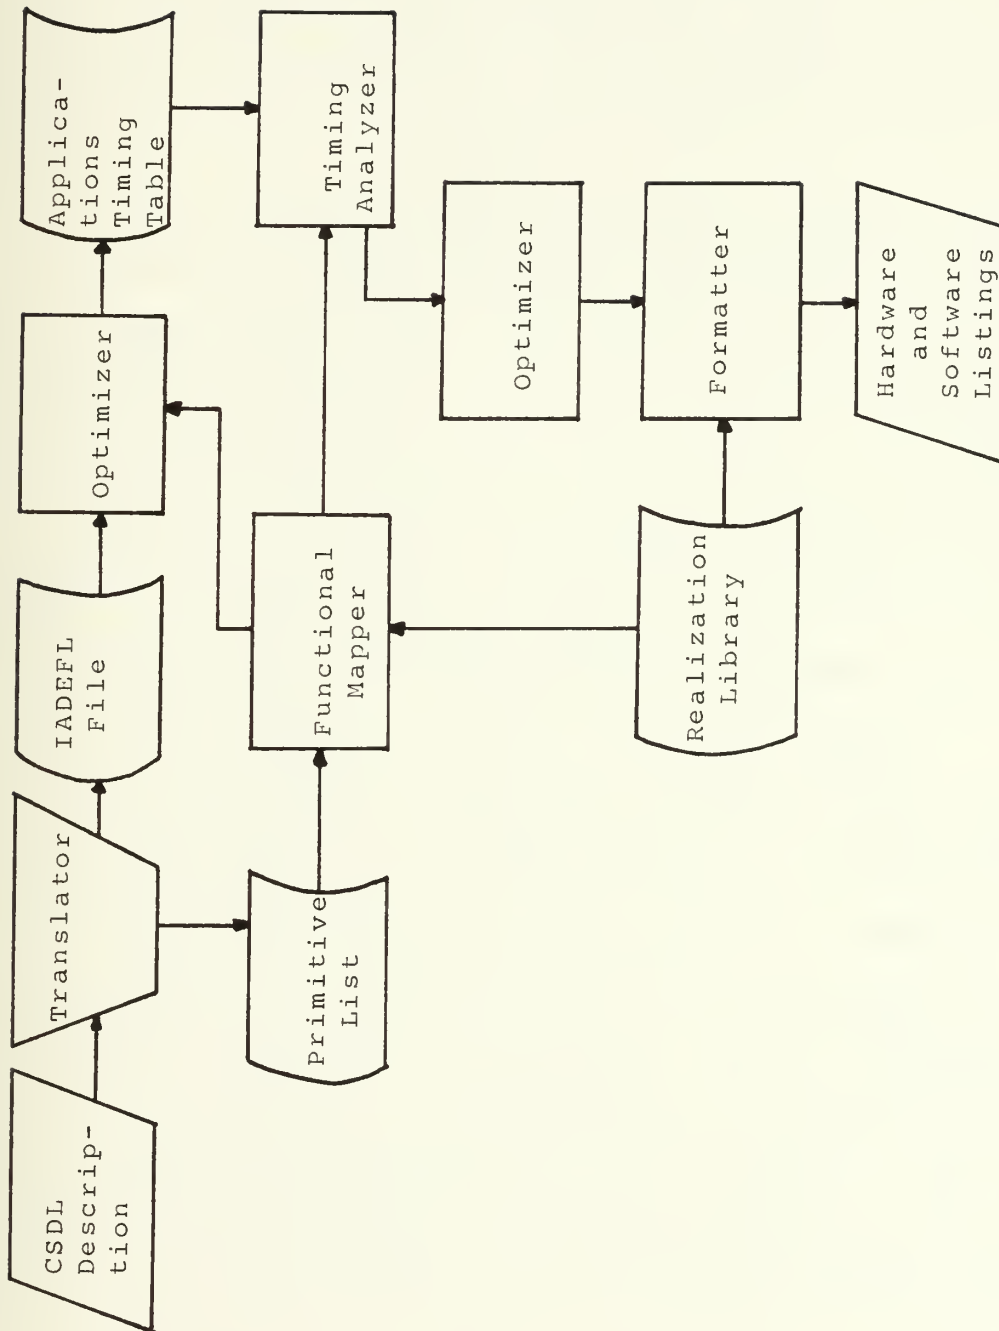 CSDL
Descrip-
tion
Translator
IADEFL
File
Optimizer
Applica-
tions
Timing
Table
Primitive
List
Functional
Mapper
Timing
Analyzer
Optimizer
Realization
Library
Formatter
Hardware
and
Software
Listings